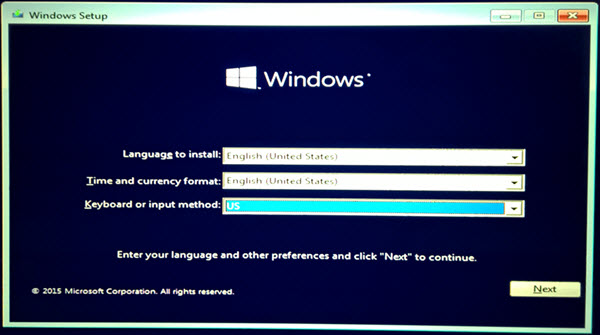 Windows Setup
Windows
Language to install: English (United States)
Time and currency format: English (United States)
Keyboard or input method: US
Enter your language and other preferences and click "Next" to continue.
© 2015 Microsoft Corporation. All rights reserved.
Next